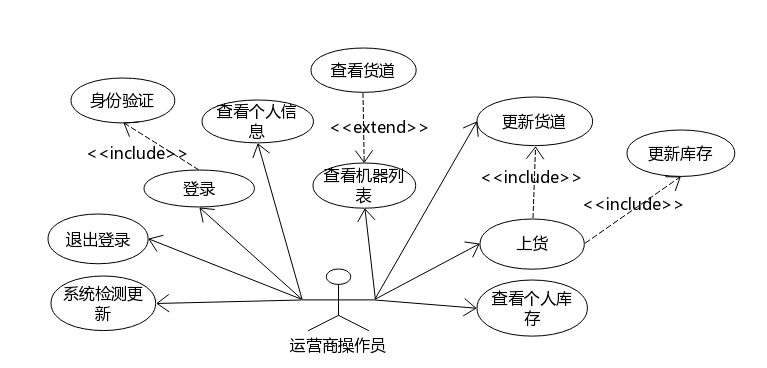 查看货道
身份验证
查看个人信
息
<<extend>>
更新货道
<<include>>
更新库存
登录
查看机器列
表
<<include>>
<<include>>
退出登录
上货
系统检测更
新
查看个人库
存
运营商操作员